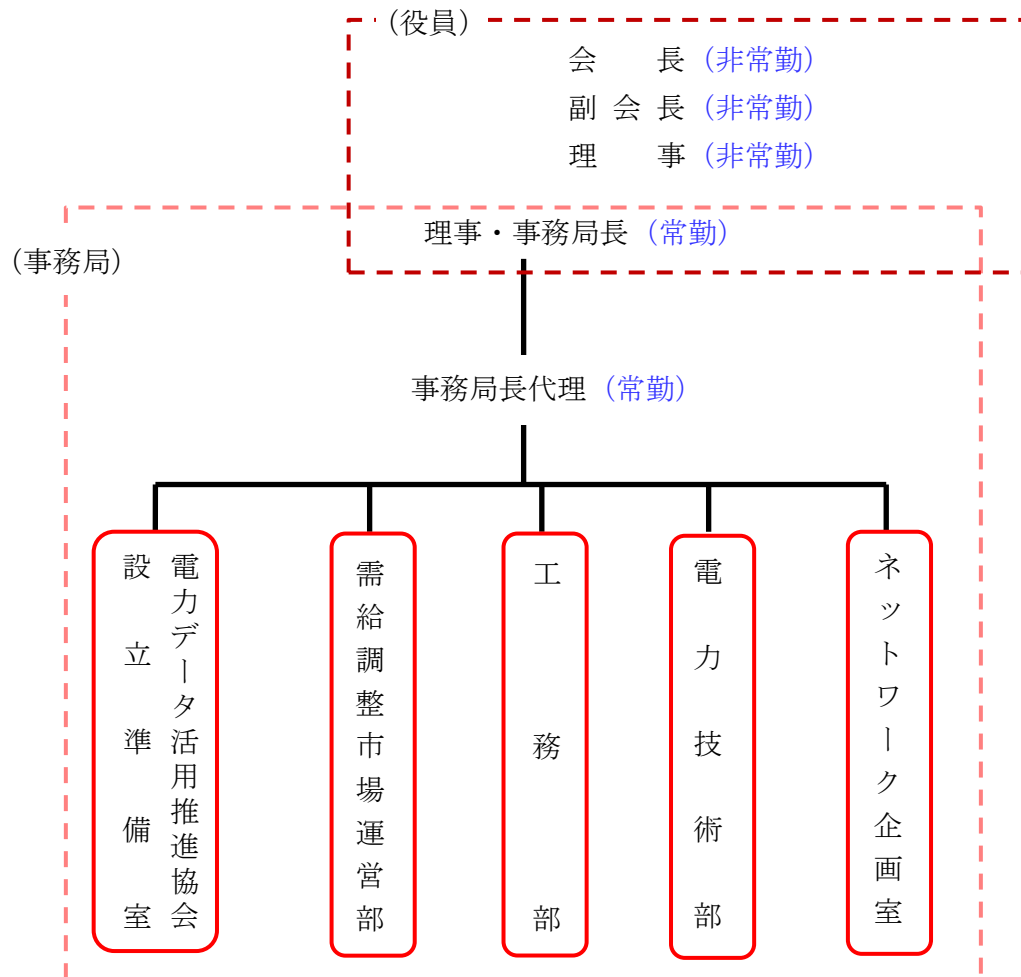 (役員)
会長(非常勤)
副会長(非常勤)
理事(非常勤)
理事・事務局長(常勤)
(事務局)
事務局長代理(常勤)
電力データ活用推進協会
設立準備室
需給調整市場運営部
工務部
電力技術部
ネットワーク企画室